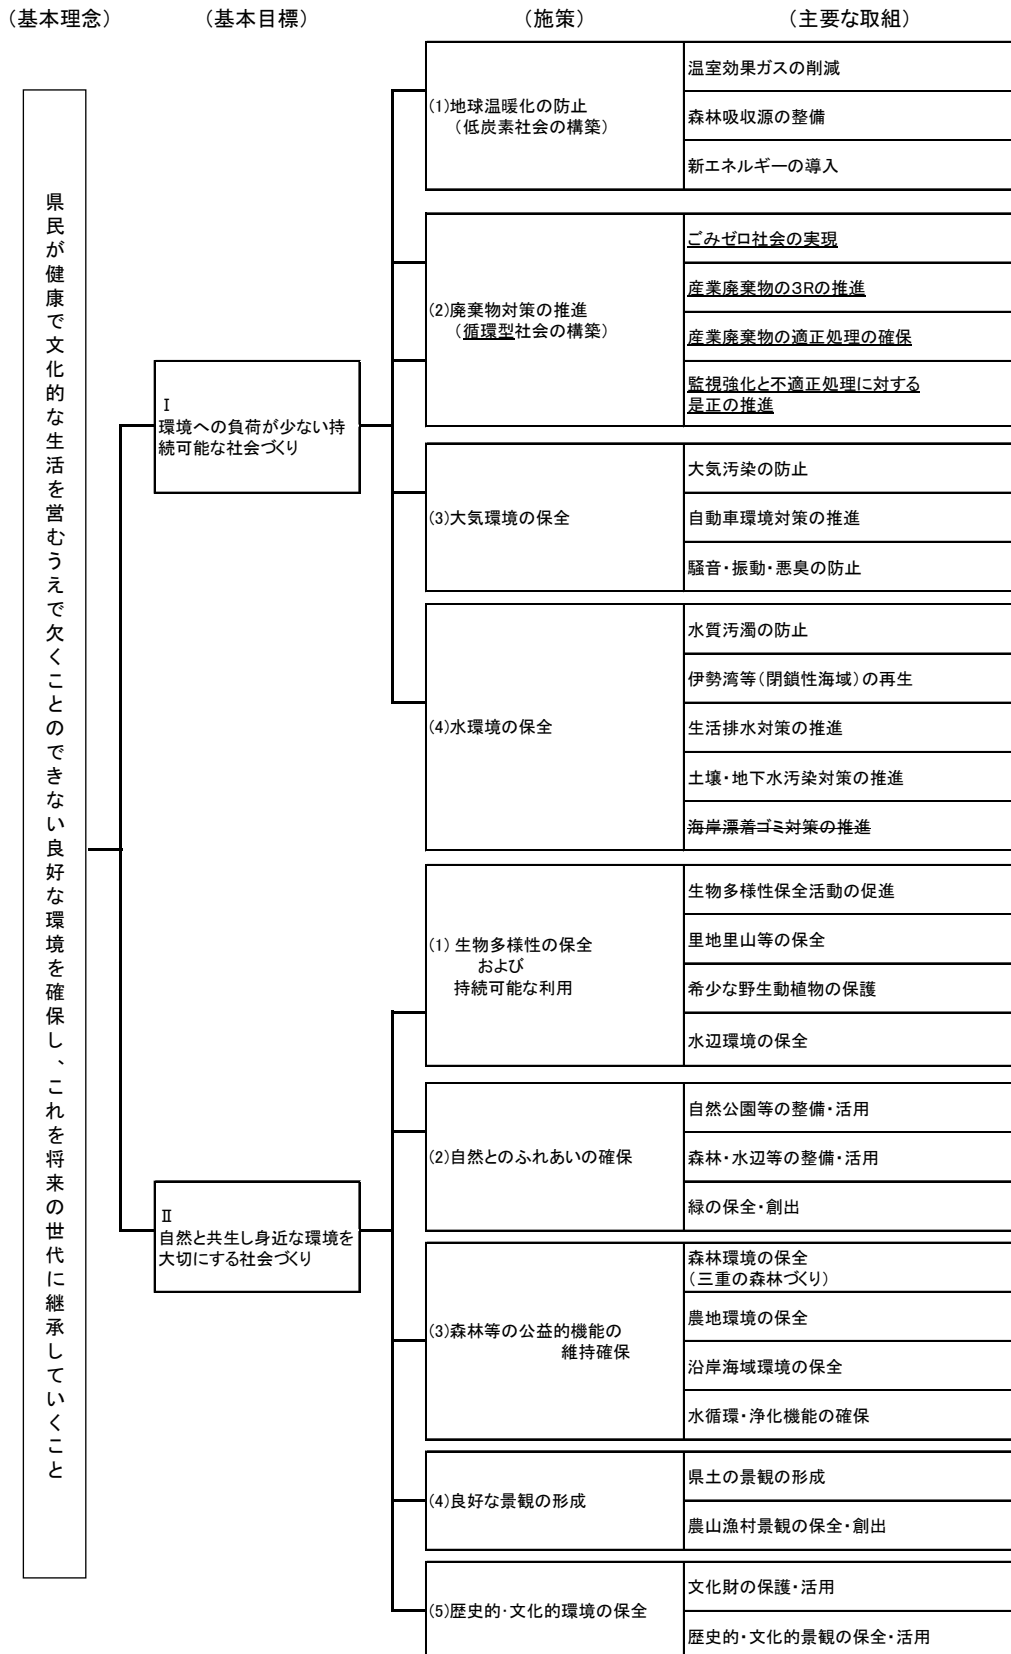 (基本理念)
(基本目標)
(施策)
(主要な取組)
県民が健康で文化的な生活を営むうえで欠くことのできない良好な環境を確保し、これを将来の世代に継承していくこと
Ⅰ
環境への負荷が少ない持
続可能な社会づくり
(1)地球温暖化の防止
(低炭素社会の構築)
温室効果ガスの削減
森林吸収源の整備
新エネルギーの導入
(2)廃棄物対策の推進
(循環型社会の構築)
ごみゼロ社会の実現
産業廃棄物の3Rの推進
産業廃棄物の適正処理の確保
監視強化と不適正処理に対する
是正の推進
(3)大気環境の保全
大気汚染の防止
自動車環境対策の推進
騒音・振動・悪臭の防止
(4)水環境の保全
水質汚濁の防止
伊勢湾等(閉鎖性海域)の再生
生活排水対策の推進
土壌・地下水汚染対策の推進
海岸漂着ゴミ対策の推進
Ⅱ
自然と共生し身近な環境を
大切にする社会づくり
(1) 生物多様性の保全
および
持続可能な利用
生物多様性保全活動の促進
里地里山等の保全
希少な野生動植物の保護
水辺環境の保全
(2)自然とのふれあいの確保
自然公園等の整備・活用
森林・水辺等の整備・活用
緑の保全・創出
(3)森林等の公益的機能の
維持確保
森林環境の保全
(三重の森林づくり)
農地環境の保全
沿岸海域環境の保全
水循環・浄化機能の確保
(4)良好な景観の形成
県土の景観の形成
農山漁村景観の保全・創出
(5)歴史的・文化的環境の保全
文化財の保護・活用
歴史的・文化的景観の保全・活用